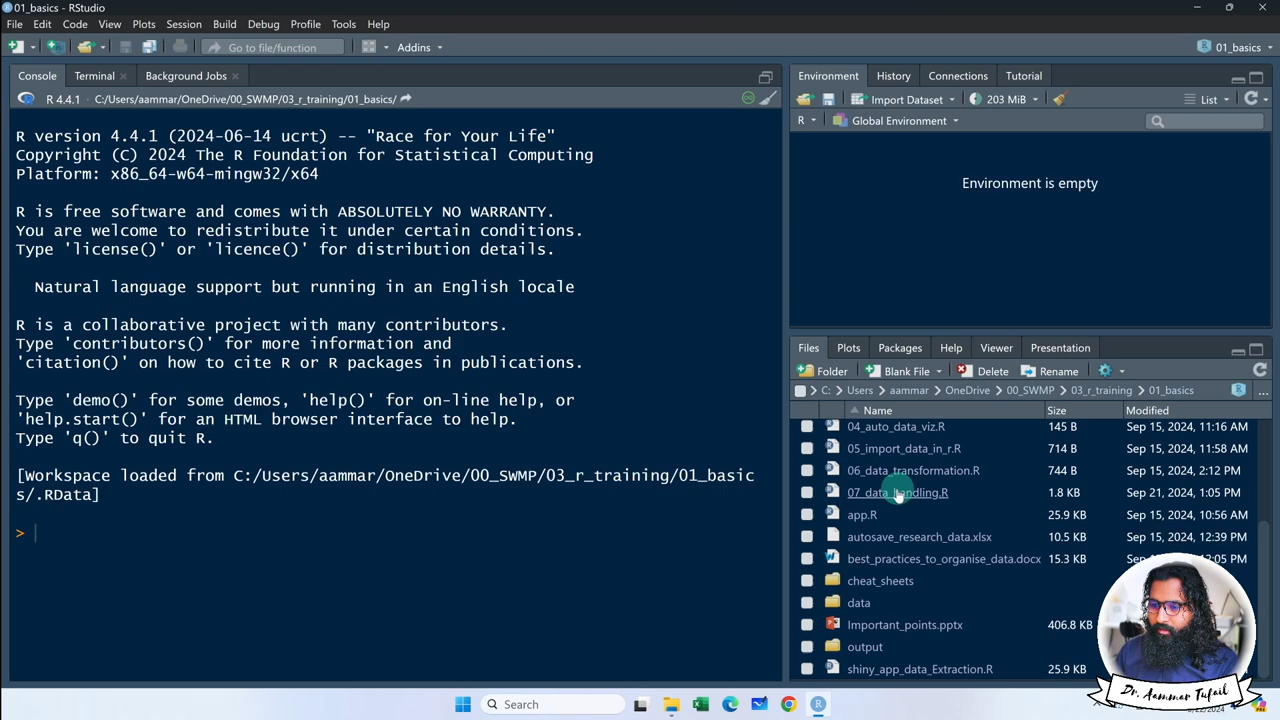 01_basics - RStudio
File Edit Code View Plots Session Build Debug Profile Tools Help
Go to file/function Addins 01_basics
Console Terminal Background Jobs
R 4.4.1 · C:/Users/aammar/OneDrive/00_SWMP/03_r_training/01_basics/
R version 4.4.1 (2024-06-14 ucrt) -- "Race for Your Life"
Copyright (C) 2024 The R Foundation for Statistical Computing
Platform: x86_64-w64-mingw32/x64
R is free software and comes with ABSOLUTELY NO WARRANTY.
You are welcome to redistribute it under certain conditions.
Type 'license()' or 'licence()' for distribution details.
Natural language support but running in an English locale
R is a collaborative project with many contributors.
Type 'contributors()' for more information and
'citation()' on how to cite R or R packages in publications.
Type 'demo()' for some demos, 'help()' for on-line help, or
'help.start()' for an HTML browser interface to help.
Type 'q()' to quit R.
[Workspace loaded from C:/Users/aammar/OneDrive/00_SWMP/03_r_training/01_basic
s/.RData]
>
Environment History Connections Tutorial
Import Dataset 203 MiB List
R Global Environment
Environment is empty
Files Plots Packages Help Viewer Presentation
Folder Blank File Delete Rename
C: Users aammar OneDrive 00_SWMP 03_r_training 01_basics ...
Name Size Modified
04_auto_data_viz.R 145 B Sep 15, 2024, 11:16 AM
05_import_data_in_r.R 714 B Sep 15, 2024, 11:58 AM
06_data_transformation.R 744 B Sep 15, 2024, 2:12 PM
07_data_handling.R 1.8 KB Sep 21, 2024, 1:05 PM
app.R 25.9 KB Sep 15, 2024, 10:56 AM
autosave_research_data.xlsx 10.5 KB Sep 15, 2024, 12:39 PM
best_practices_to_organise_data.docx 15.3 KB Sep 2:05 PM
cheat_sheets
data
Important_points.pptx 406.8 KB
output
shiny_app_data_Extraction.R 25.9 KB
Dr. Aammar Tufail
Search